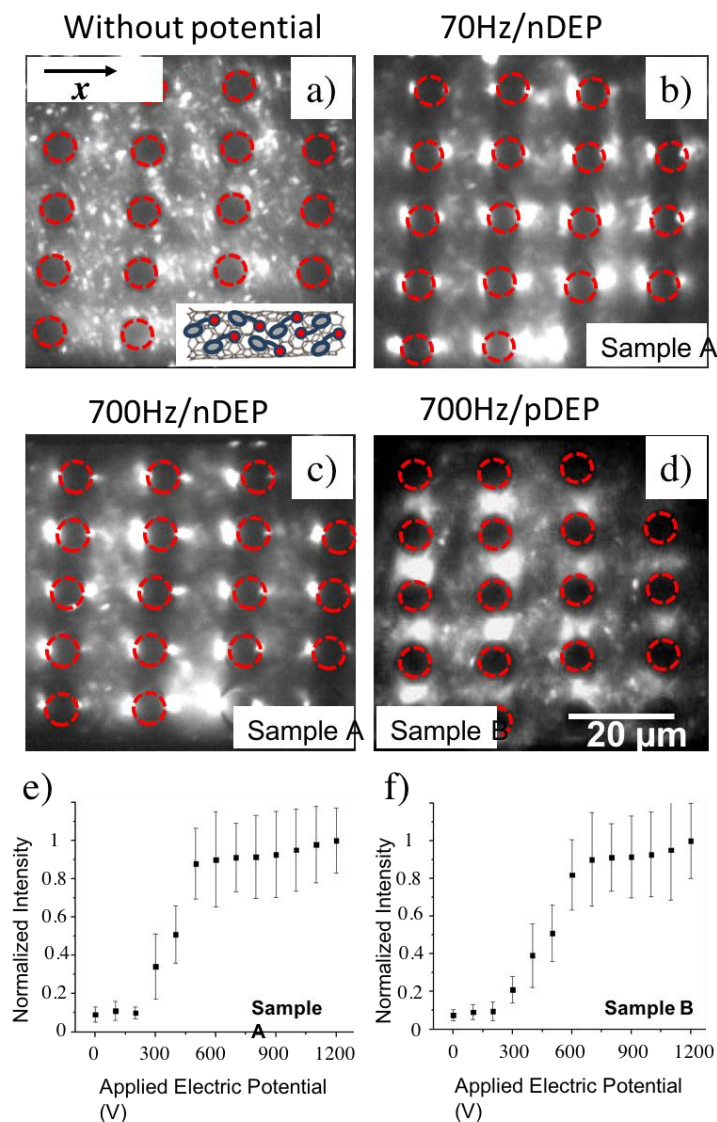 Without potential
70Hz/nDEP
x
a)
b)
Sample A
700Hz/nDEP
700Hz/pDEP
c)
d)
Sample A
Sample B
20 µm
e)
f)
Normalized Intensity
1
0.8
0.6
0.4
0.2
0
Sample
A
0
300
600
900
1200
Applied Electric Potential
(V)
Normalized Intensity
1
0.8
0.6
0.4
0.2
0
Sample B
0
300
600
900
1200
Applied Electric Potential
(V)